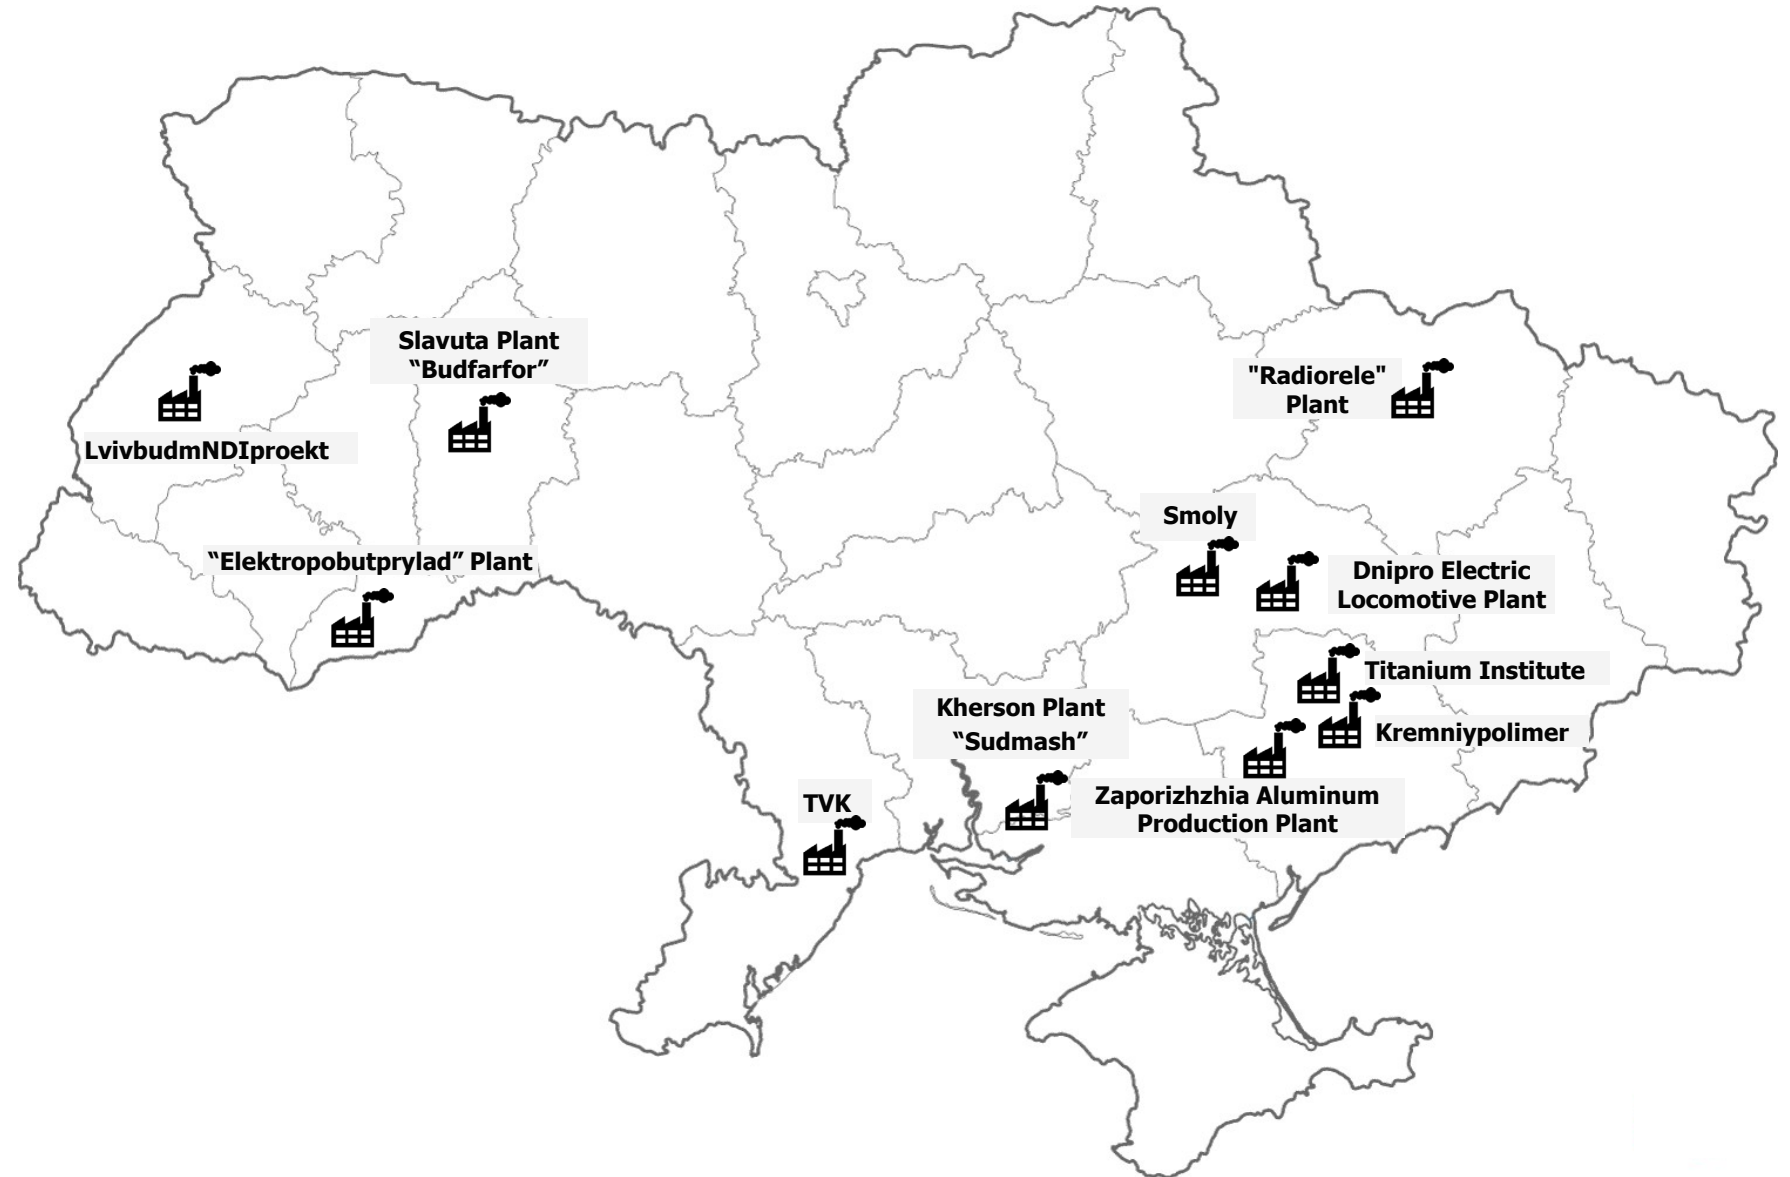 Slavuta Plant
“Budfarfor”
"Radiorele"
Plant
LvivbudmNDIproekt
Smoly
“Elektropobutprylad” Plant
Dnipro Electric
Locomotive Plant
Titanium Institute
Kherson Plant
“Sudmash”
Kremniypolimer
TVK
Zaporizhzhia Aluminum
Production Plant